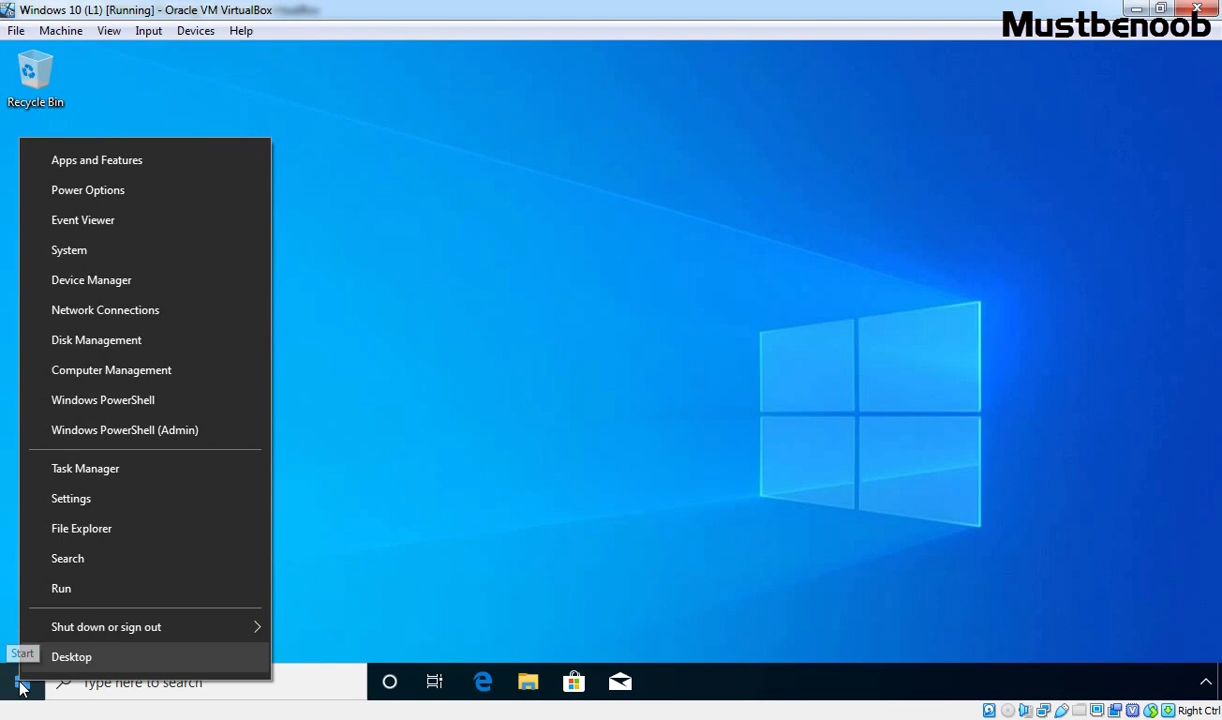 Windows 10 (L1) [Running] - Oracle VM VirtualBox
File Machine View Input Devices Help
Mustbenoob
Recycle Bin
Apps and Features
Power Options
Event Viewer
System
Device Manager
Network Connections
Disk Management
Computer Management
Windows PowerShell
Windows PowerShell (Admin)
Task Manager
Settings
File Explorer
Search
Run
Shut down or sign out
Start
Desktop
Type here to search
Right Ctrl